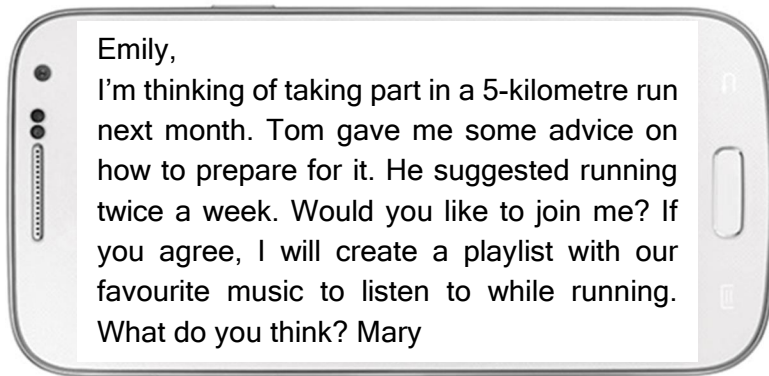 Emily,
I’m thinking of taking part in a 5-kilometre run
next month. Tom gave me some advice on
how to prepare for it. He suggested running
twice a week. Would you like to join me? If
you agree, I will create a playlist with our
favourite music to listen to while running.
What do you think? Mary